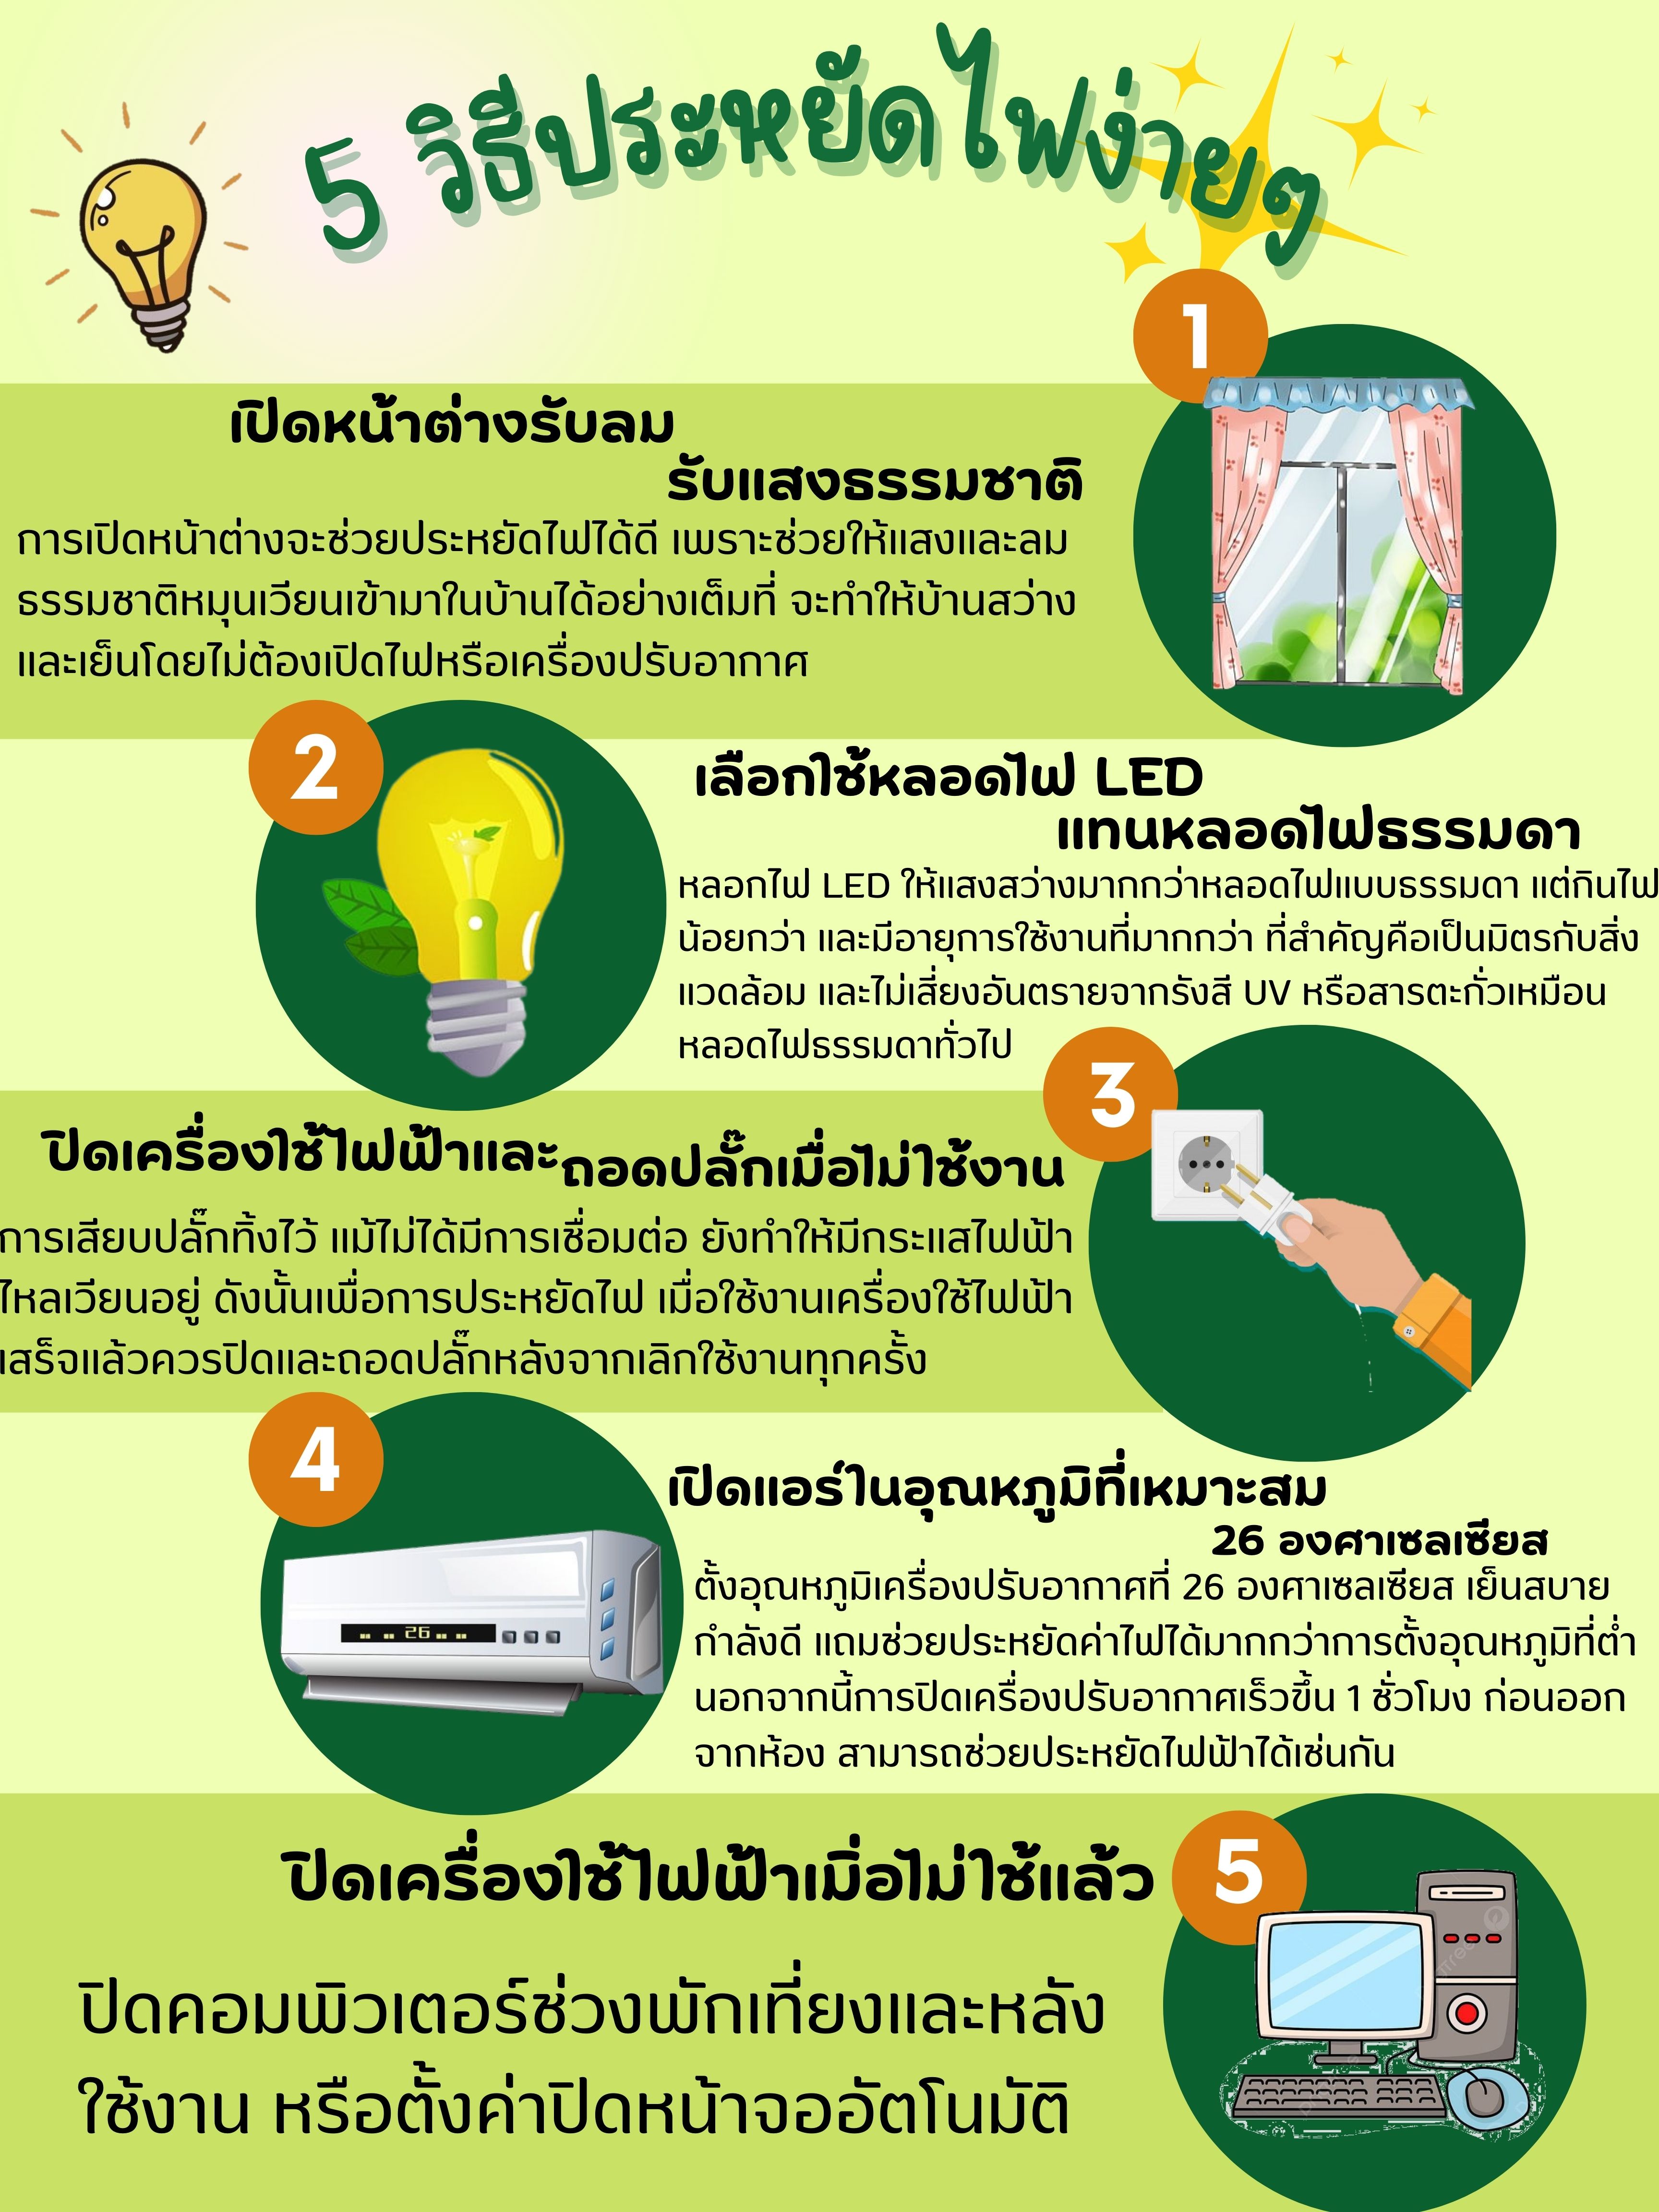 5 วิธีประหยัดไฟง่ายๆ
1
เปิดหน้าต่างรับลม
รับแสงธรรมชาติ
การเปิดหน้าต่างจะช่วยประหยัดไฟได้ดี เพราะช่วยให้แสงและลม
ธรรมชาติหมุนเวียนเข้ามาในบ้านได้อย่างเต็มที่ จะทำให้บ้านสว่าง
และเย็นโดยไม่ต้องเปิดไฟหรือเครื่องปรับอากาศ
2
เลือกใช้หลอดไฟ LED
แทนหลอดไฟธรรมดา
หลอกไฟ LED ให้แสงสว่างมากกว่าหลอดไฟแบบธรรมดา แต่กินไฟ
น้อยกว่า และมีอายุการใช้งานที่มากกว่า ที่สำคัญคือเป็นมิตรกับสิ่ง
แวดล้อม และไม่เสี่ยงอันตรายจากรังสี UV หรือสารตะกั่วเหมือน
หลอดไฟธรรมดาทั่วไป
3
ปิดเครื่องใช้ไฟฟ้าและถอดปลั๊กเมื่อไม่ใช้งาน
การเสียบปลั๊กทิ้งไว้ แม้ไม่ได้มีการเชื่อมต่อ ยังทำให้มีกระแสไฟฟ้า
ไหลเวียนอยู่ ดังนั้นเพื่อการประหยัดไฟ เมื่อใช้งานเครื่องใช้ไฟฟ้า
เสร็จแล้วควรปิดและถอดปลั๊กหลังจากเลิกใช้งานทุกครั้ง
4
เปิดแอร์ในอุณหภูมิที่เหมาะสม
26 องศาเซลเซียส
26
ตั้งอุณหภูมิเครื่องปรับอากาศที่ 26 องศาเซลเซียส เย็นสบาย
กำลังดี แถมช่วยประหยัดค่าไฟได้มากกว่าการตั้งอุณหภูมิที่ต่ำ
นอกจากนี้การปิดเครื่องปรับอากาศเร็วขึ้น 1 ชั่วโมง ก่อนออก
จากห้อง สามารถช่วยประหยัดไฟฟ้าได้เช่นกัน
5
ปิดเครื่องใช้ไฟฟ้าเมิ่อไม่ใช้แล้ว
ปิดคอมพิวเตอร์ช่วงพักเที่ยงและหลัง
ใช้งาน หรือตั้งค่าปิดหน้าจออัตโนมัติ